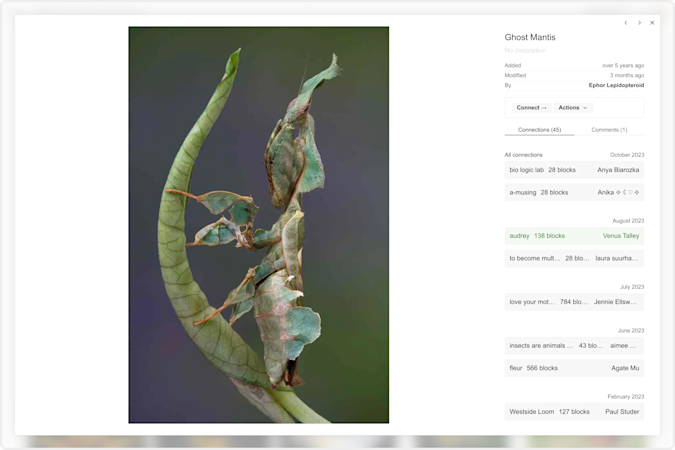 Ghost Mantis
No description
Added over 5 years ago
Modified 3 months ago
By Ephor Lepidopteroid
Connect → Actions
Connections (45) Comments (1)
All connections October 2023
bio logic lab 28 blocks Anya Biarozka
a-musing 28 blocks Anika ✧ ☾ ♡ ✧
August 2023
audrey 138 blocks Venus Talley
to become mult... 28 blo... laura suurha...
July 2023
love your mot... 784 blo... Jennie Ellsw...
June 2023
insects are animals ... 43 blo... aimee ...
fleur 566 blocks Agate Mu
February 2023
Westside Loom 127 blocks Paul Studer